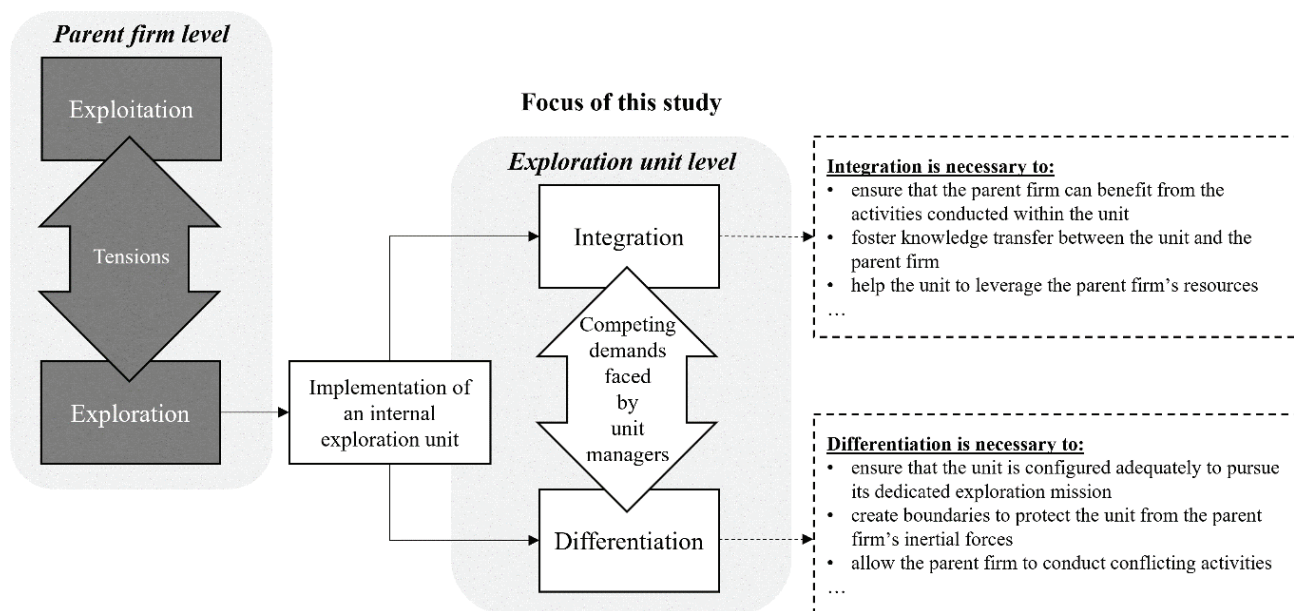 Parent firm level
Exploitation
Tensions
Exploration
Implementation of
an internal
exploration unit
Focus of this study
Exploration unit level
Integration
Competing
demands
faced
by
unit
managers
Differentiation
Integration is necessary to:
• ensure that the parent firm can benefit from the
activities conducted within the unit
• foster knowledge transfer between the unit and the
parent firm
• help the unit to leverage the parent firm’s resources
…
Differentiation is necessary to:
• ensure that the unit is configured adequately to pursue
its dedicated exploration mission
• create boundaries to protect the unit from the parent
firm’s inertial forces
• allow the parent firm to conduct conflicting activities
…